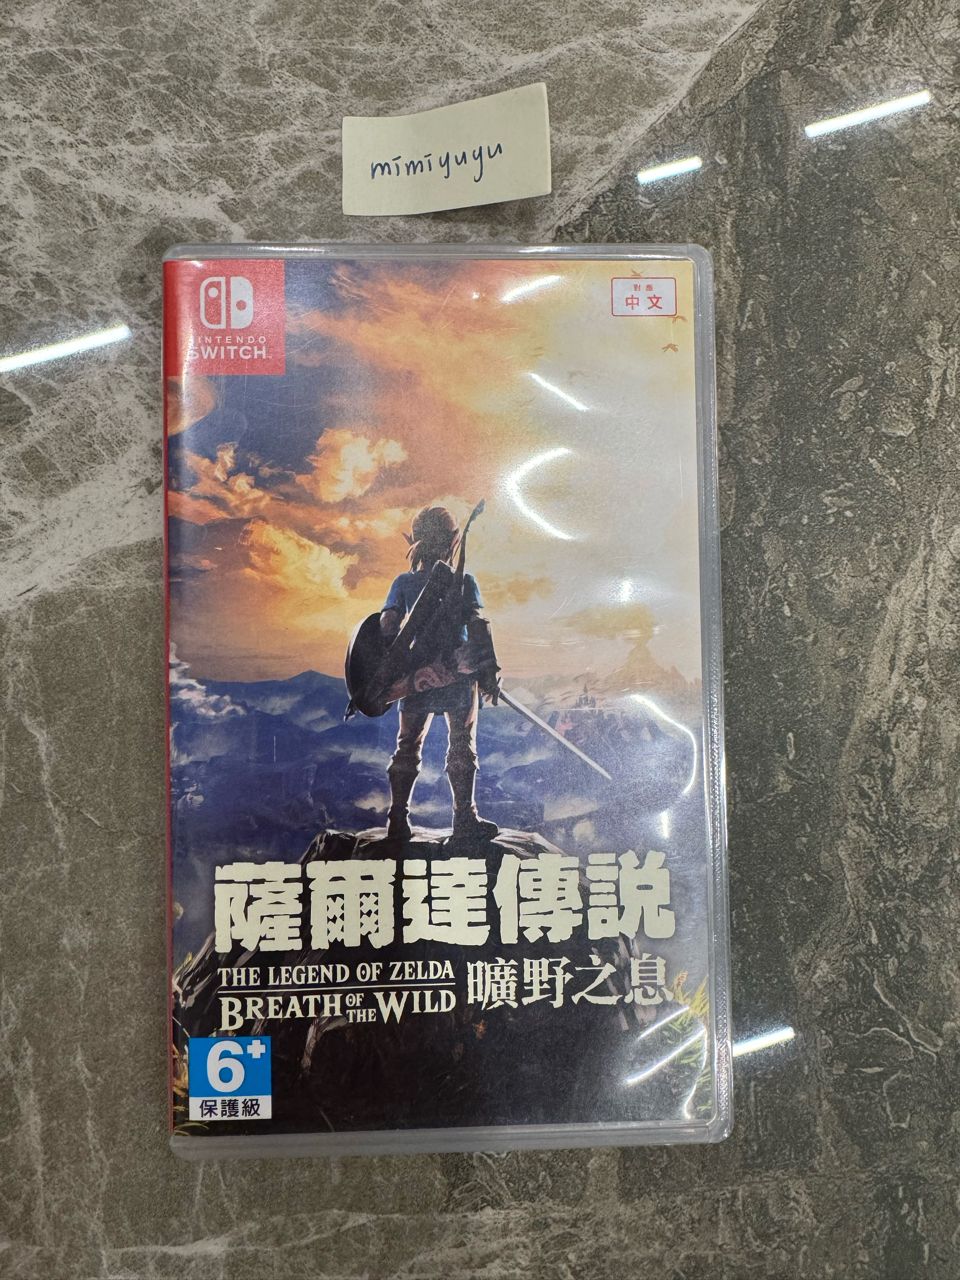 mimiyuyu
NINTENDO
SWITCH
對應
中文
薩爾達傳説
THE LEGEND OF ZELDA
BREATH OF THE WILD
曠野之息
6+
保護級